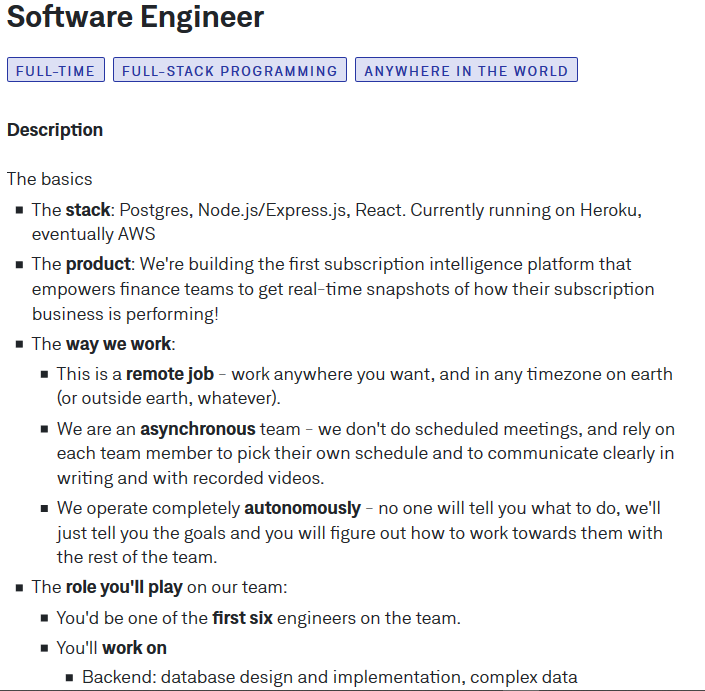 Software Engineer
FULL-TIME
FULL-STACK PROGRAMMING
ANYWHERE IN THE WORLD
Description
The basics
The stack: Postgres, Node.js/Express.js, React. Currently running on Heroku,
eventually AWS
The product: We're building the first subscription intelligence platform that
empowers finance teams to get real-time snapshots of how their subscription
business is performing!
The way we work:
This is a remote job - work anywhere you want, and in any timezone on earth
(or outside earth, whatever).
We are an asynchronous team - we don't do scheduled meetings, and rely on
each team member to pick their own schedule and to communicate clearly in
writing and with recorded videos.
We operate completely autonomously - no one will tell you what to do, we'll
just tell you the goals and you will figure out how to work towards them with
the rest of the team.
The role you'll play on our team:
You'd be one of the first six engineers on the team.
You'll work on
Backend: database design and implementation, complex data